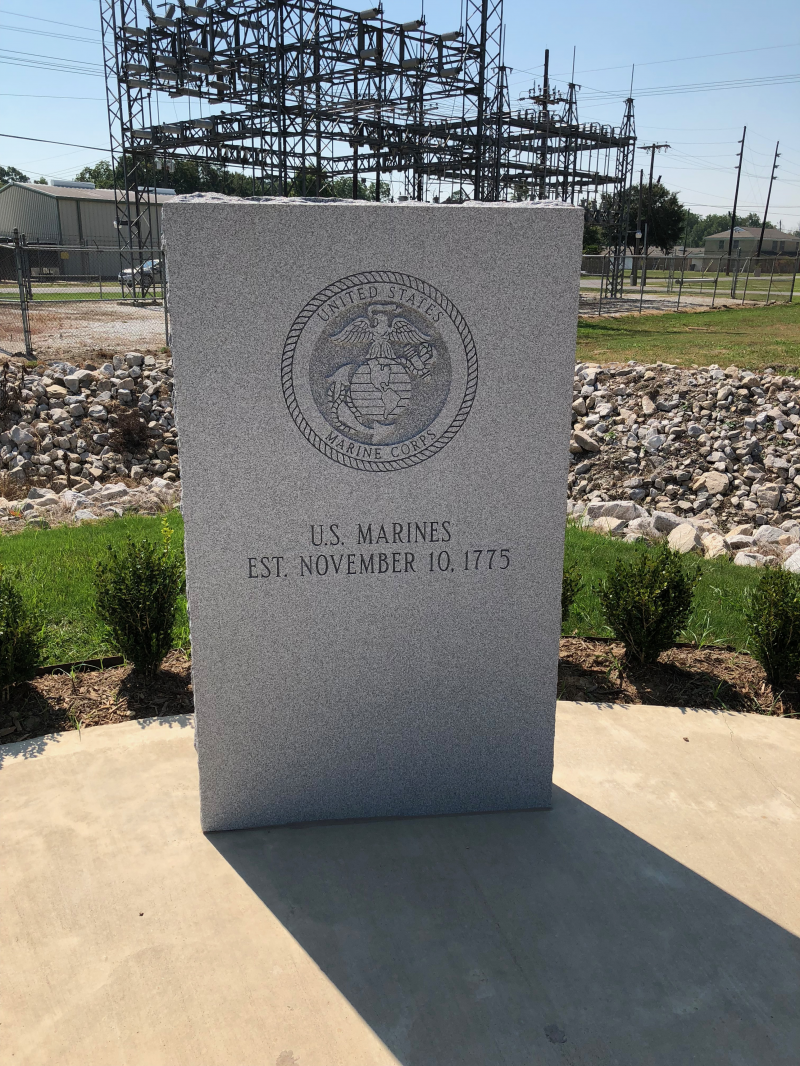 UNITED STATES
MARINE CORPS
U.S. MARINES
EST. NOVEMBER 10, 1775